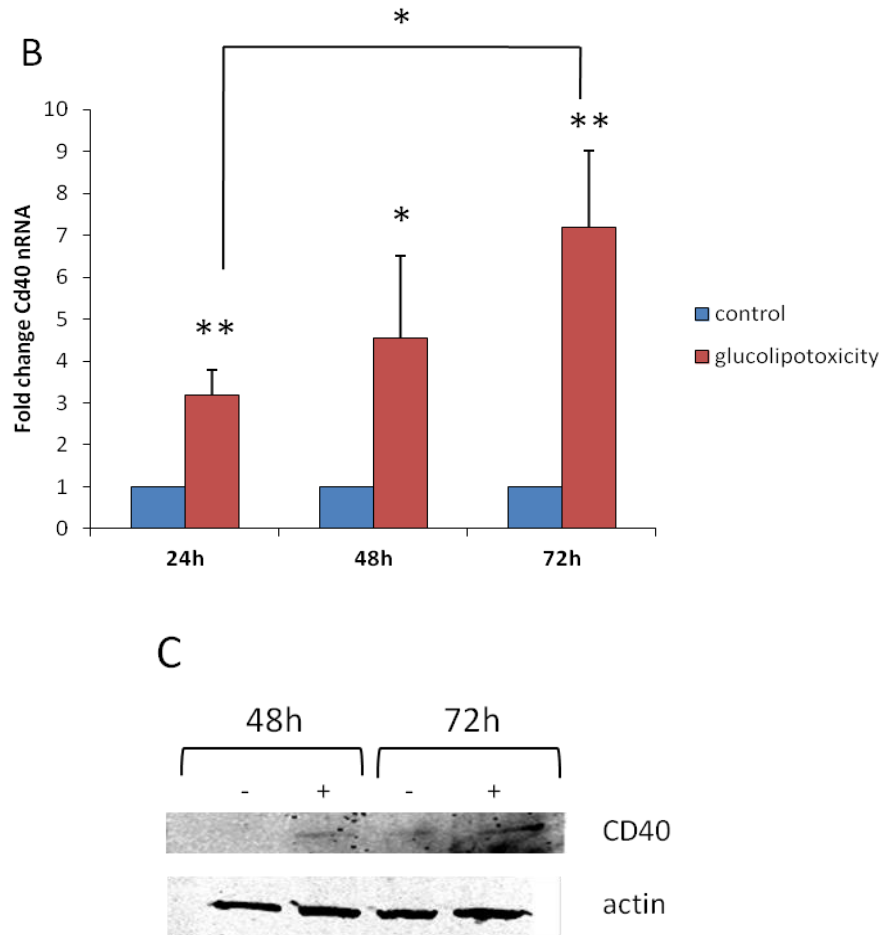 *
B
Fold change Cd40 nRNA
10
9
8
7
6
5
4
3
2
1
0
**
*
**
24h
48h
72h
control
glucolipotoxicity
C
48h
72h
- + - +
CD40
actin